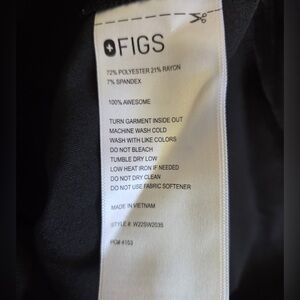 FIGS
72% POLYESTER 21% RAYON
7% SPANDEX
100% AWESOME
TURN GARMENT INSIDE OUT
MACHINE WASH COLD
WASH WITH LIKE COLORS
DO NOT BLEACH
TUMBLE DRY LOW
LOW HEAT IRON IF NEEDED
DO NOT DRY CLEAN
DO NOT USE FABRIC SOFTENER
MADE IN VIETNAM
STYLE #: W22SW2035
PO# 4153